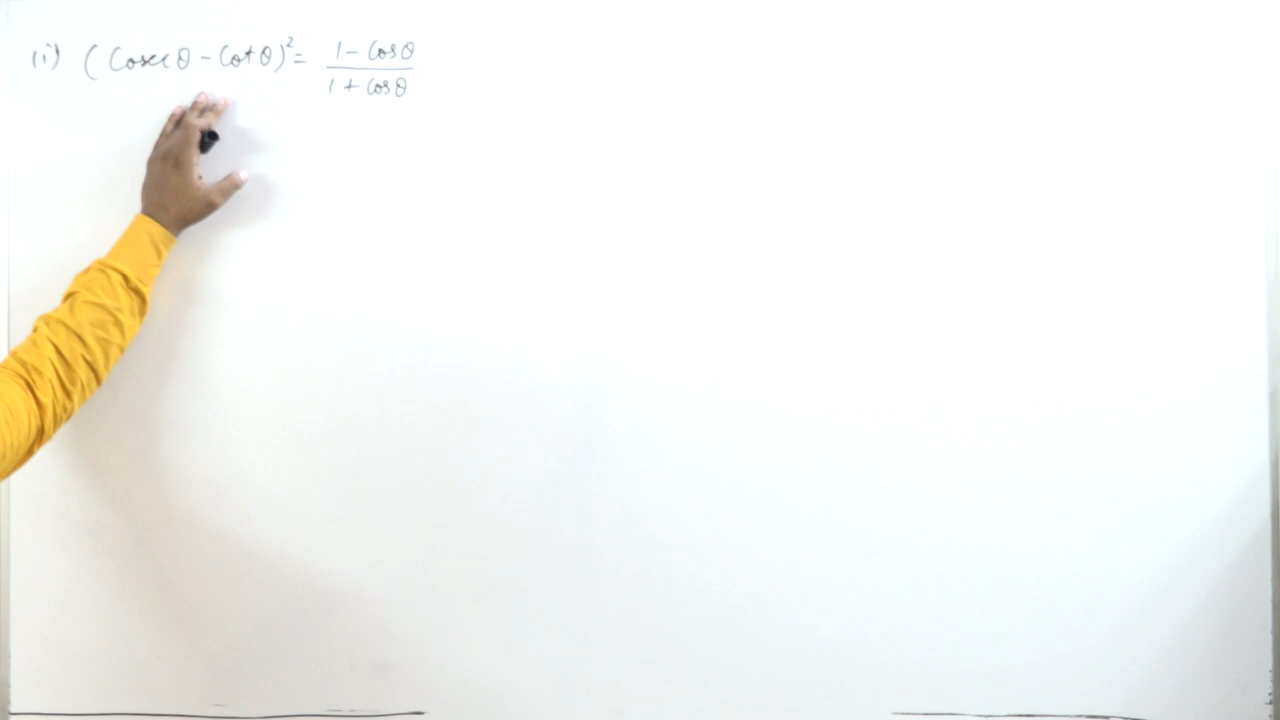 (i) (Cosec θ - Cot θ)² = (1 - Cos θ)/(1 + Cos θ)